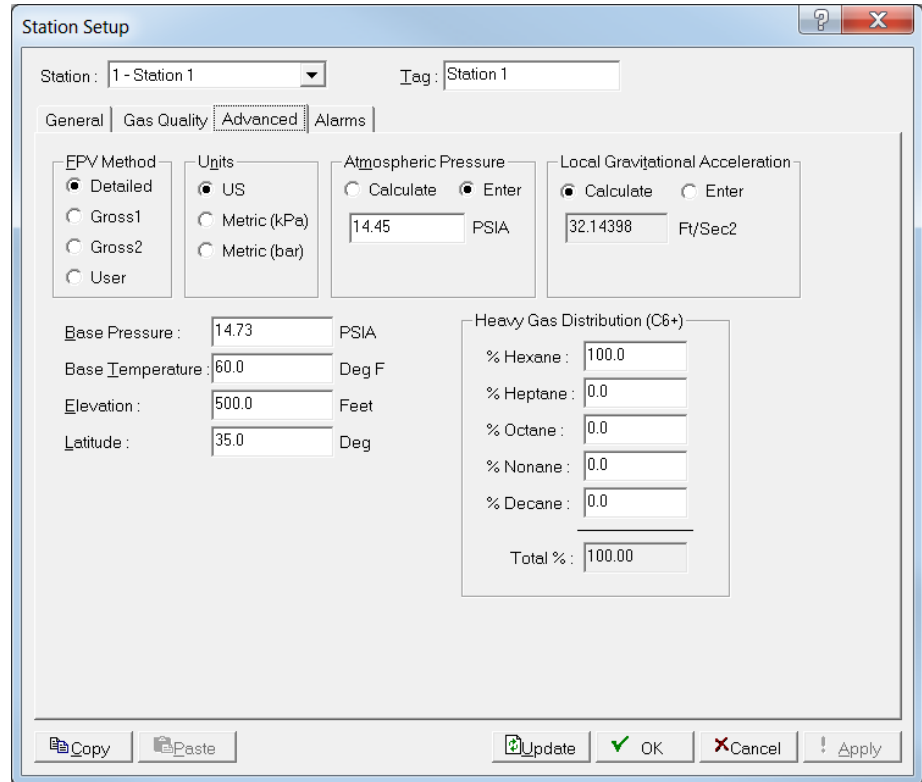 Station Setup
Station : 1 - Station 1 Tag : Station 1
General Gas Quality Advanced Alarms
FPV Method Units Atmospheric Pressure Local Gravitational Acceleration
Detailed US Calculate Enter Calculate Enter
Gross1 Metric (kPa) 14.45 PSIA 32.14398 Ft/Sec2
Gross2 Metric (bar)
User
Base Pressure : 14.73 PSIA
Base Temperature : 60.0 Deg F
Elevation : 500.0 Feet
Latitude : 35.0 Deg
Heavy Gas Distribution (C6+)
% Hexane : 100.0
% Heptane : 0.0
% Octane : 0.0
% Nonane : 0.0
% Decane : 0.0
Total % : 100.00
Copy Paste Update OK Cancel Apply